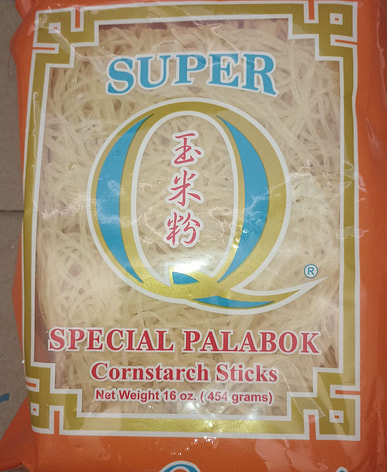 SUPER
Q
玉
米
粉
®
SPECIAL PALABOK
Cornstarch Sticks
Net Weight 16 oz. ( 454 grams)